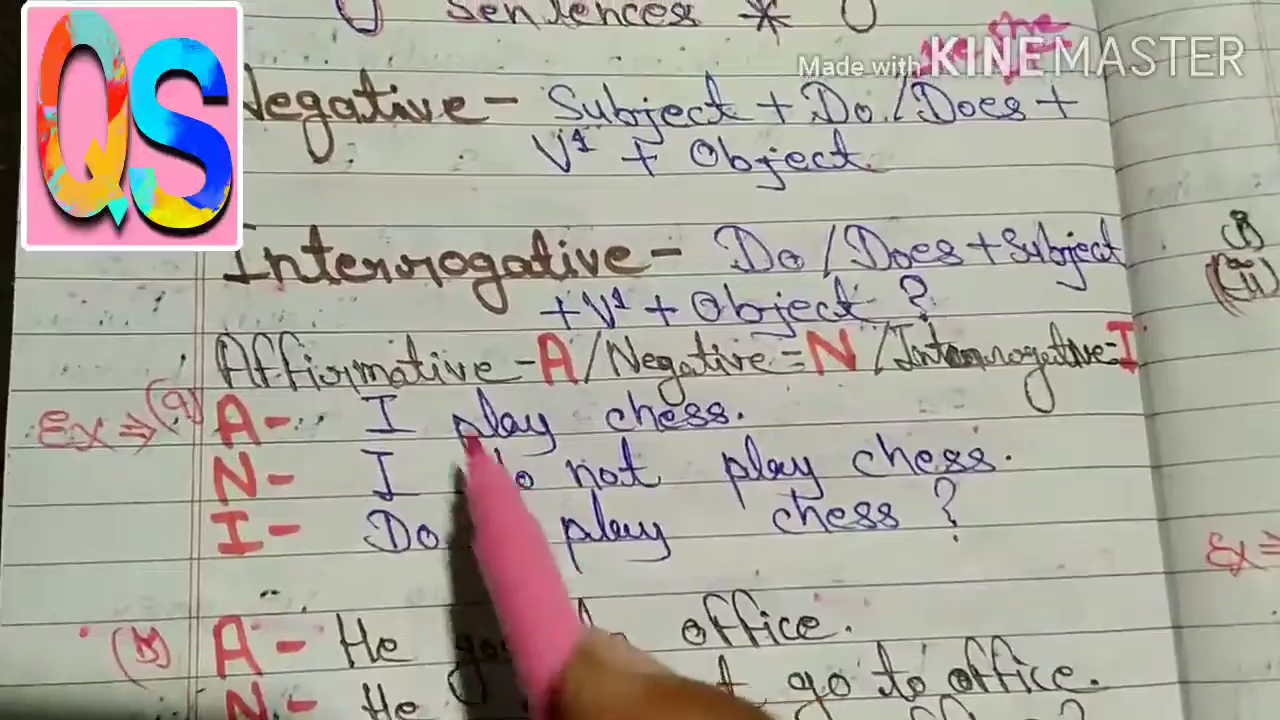 sentences *
Made with KINEMASTER
QS
Negative - Subject + Do/Does +
V¹ + Object.
Interrogative - Do/Does + Subject
+ V¹ + Object ?
Affirmative - A /Negative = N /Interrogative = I
Ex ⇒ (a) A - I play chess.
N - I not play chess.
I - Do play chess ?
(b) A - He office.
N - He go to office.
(ii)
Ex ⇒